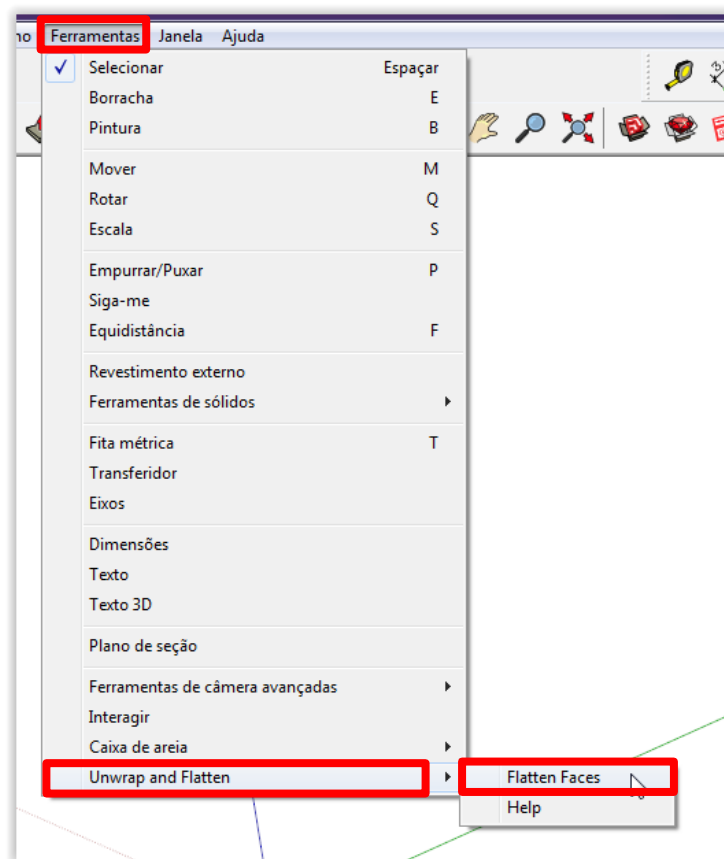 no Ferramentas Janela Ajuda
Selecionar Espaçar
Borracha E
Pintura B
Mover M
Rotar Q
Escala S
Empurrar/Puxar P
Siga-me
Equidistância F
Revestimento externo
Ferramentas de sólidos
Fita métrica T
Transferidor
Eixos
Dimensões
Texto
Texto 3D
Plano de seção
Ferramentas de câmera avançadas
Interagir
Caixa de areia
Unwrap and Flatten Flatten Faces
Help